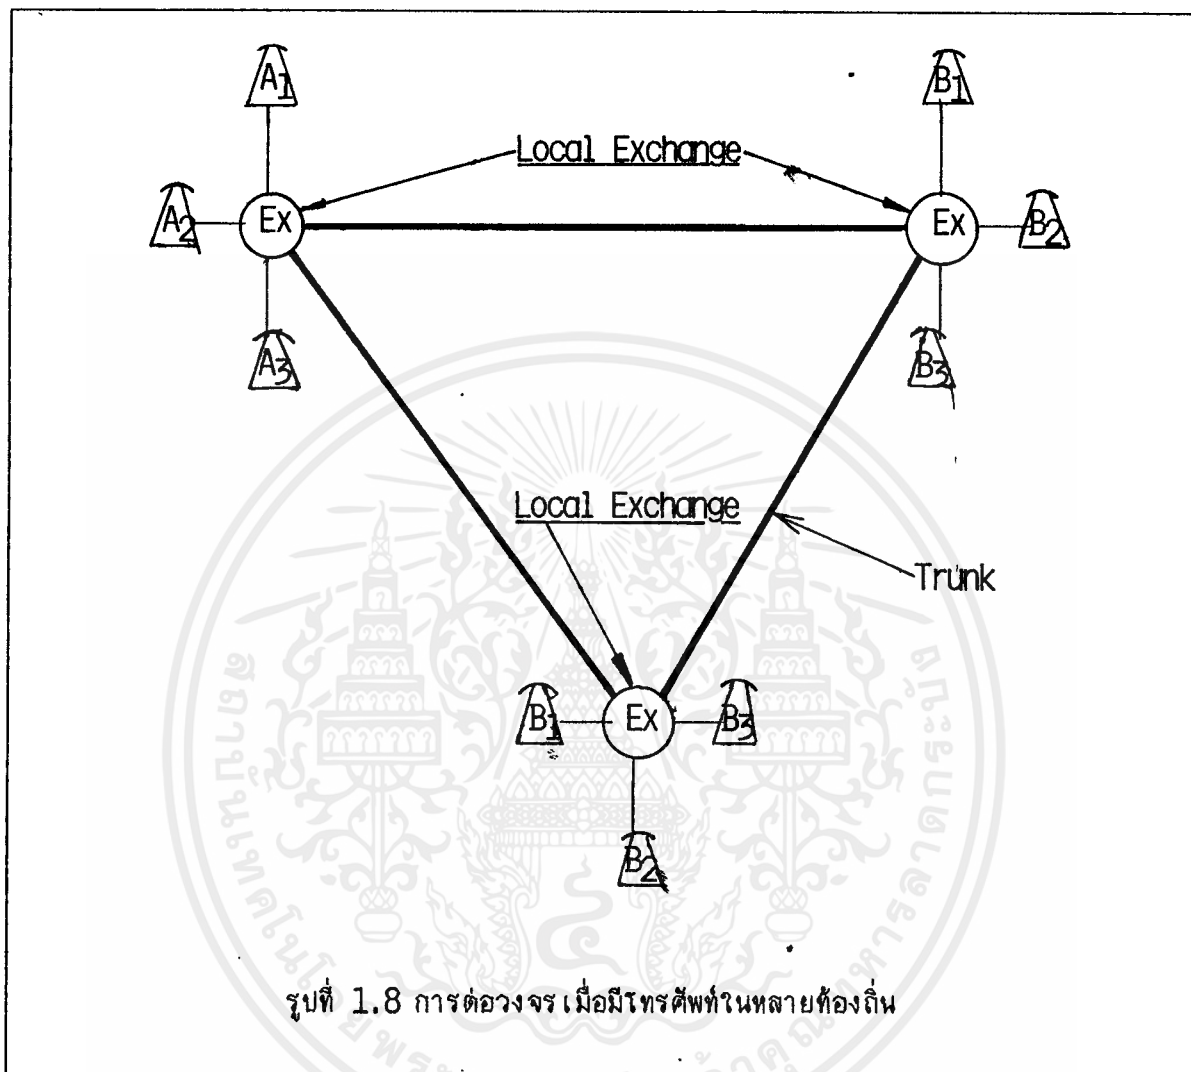 A1
B1
Local Exchange
A2
Ex
Ex
B2
A3
B3
Local Exchange
Trunk
B1
Ex
B3
B2
รูปที่ 1.8 การต่อวงจรเมื่อมีโทรศัพท์ในหลายท้องถิ่น